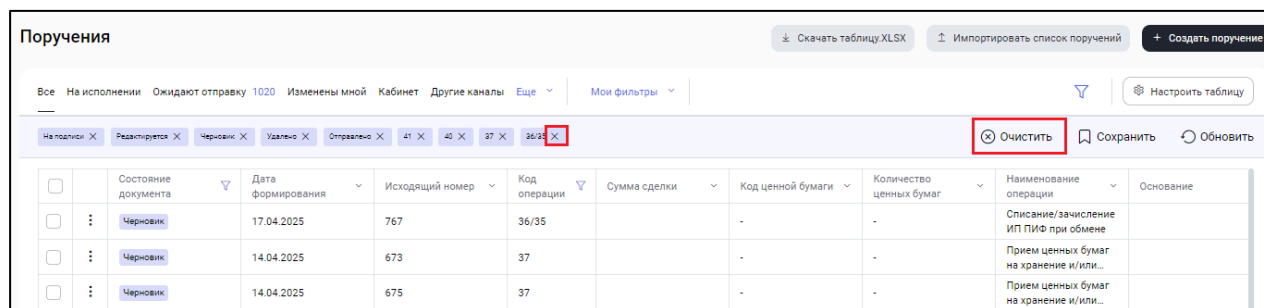 Поручения
Скачать таблицу.XLSX
Импортировать список поручений
+ Создать поручение
Все На исполнении Ожидают отправку 1020 Изменены мной Кабинет Другие каналы Еще Мои фильтры
Настроить таблицу
На подписи Редактируется Черновик Удалено Отправлено 41 40 37 36/35
Очистить Сохранить Обновить
Состояние документа
Дата формирования
Исходящий номер
Код операции
Сумма сделки
Код ценной бумаги
Количество ценных бумаг
Наименование операции
Основание
Черновик 17.04.2025 767 36/35 - - Списание/зачисление
ИП ПИФ при обмене
Черновик 14.04.2025 673 37 - - Прием ценных бумаг
на хранение и/или...
Черновик 14.04.2025 675 37 - - Прием ценных бумаг
на хранение и/или...